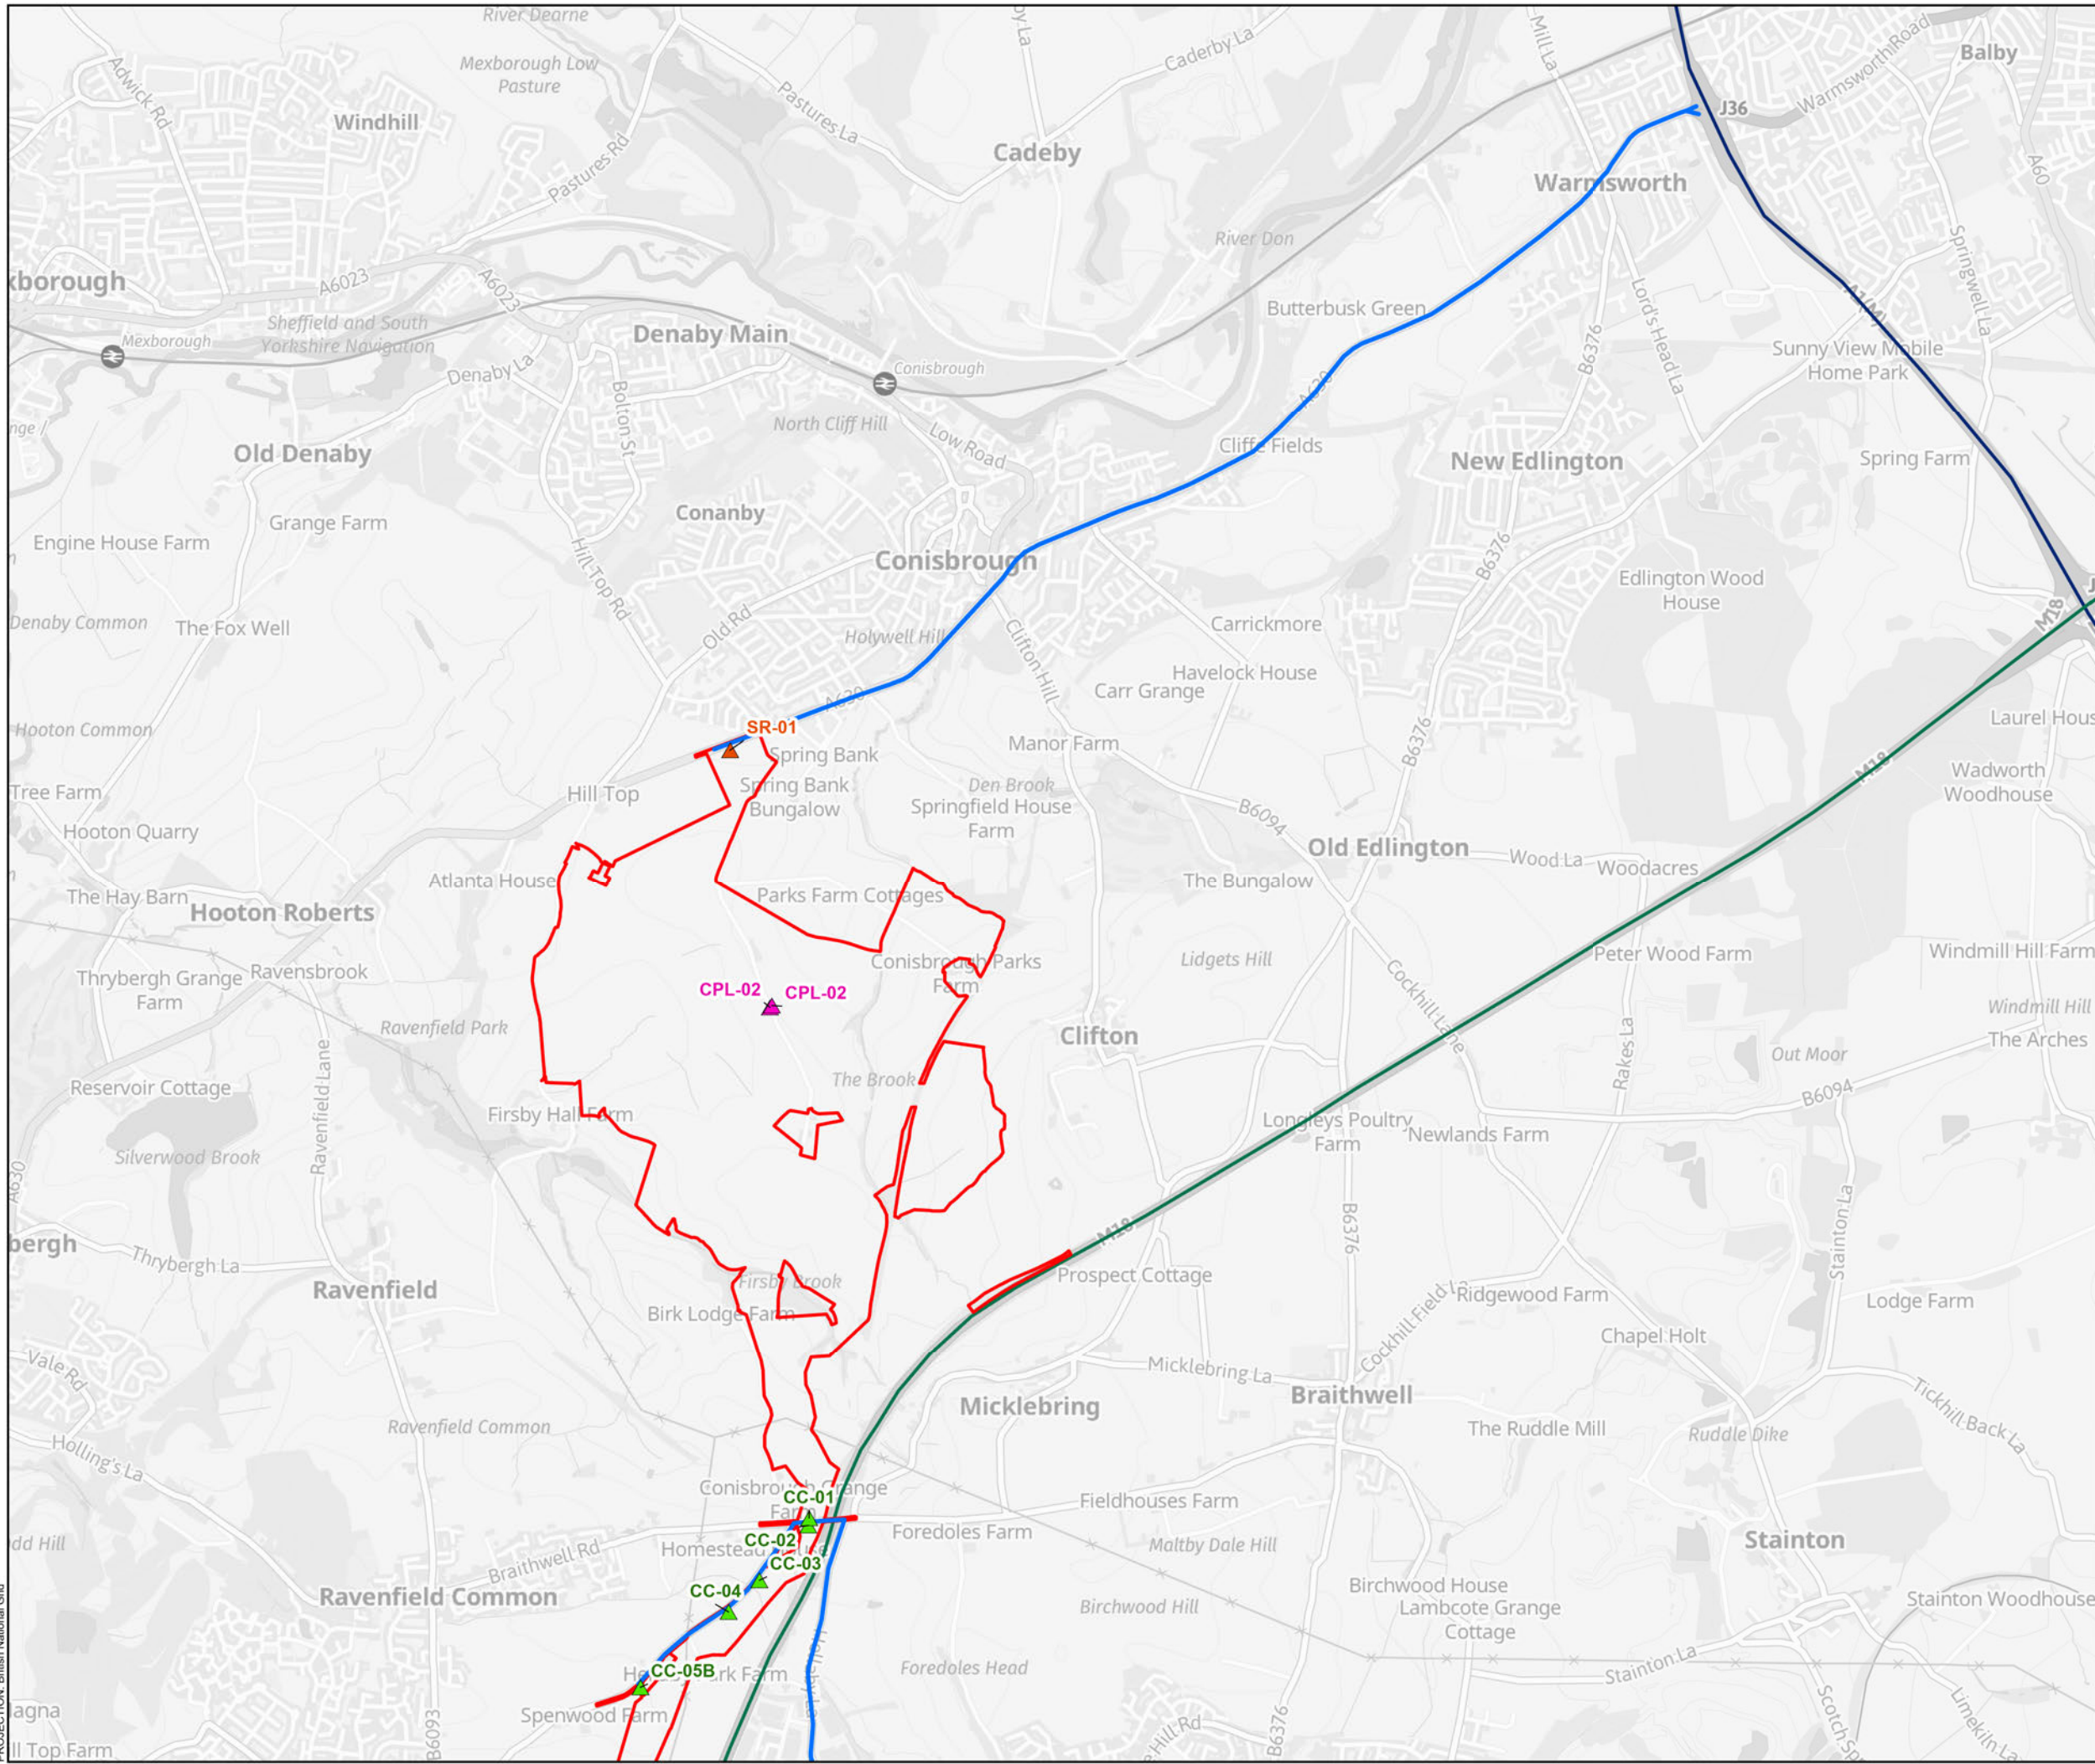 River Dearne
Caderby La
Mill La
Balby
Adwick Rd
Mexborough Low
Pasture
Warmsworth Road
Windhill
Pastures La
J36
Cadeby
Pastures Rd
Warmsworth
A60
River Don
Springwell La
xborough
A6023
A6023
Lord's Head La
A1(M)
Butterbusk Green
Sheffield and South
Yorkshire Navigation
Mexborough
Denaby Main
B6376
Sunny View Mobile
Home Park
Denaby La
Conisbrough
A630
Bolton St
North Cliff Hill
Low Road
Cliffe Fields
Old Denaby
New Edlington
Spring Farm
Conanby
Grange Farm
Engine House Farm
Conisbrough
B6376
Hill Top Rd
Edlington Wood
House
M18
Denaby Common
The Fox Well
Old Rd
Holywell Hill
Clifton Hill
Carrickmore
Havelock House
Carr Grange
A630
Laurel Hous
Hooton Common
SR-01
Manor Farm
B6376
Spring Bank
M18
Wadworth
Woodhouse
Tree Farm
Hill Top
Spring Bank
Bungalow
Den Brook
Springfield House
Farm
B6094
Hooton Quarry
Old Edlington
Wood La
Woodacres
Atlanta House
The Bungalow
The Hay Barn
Parks Farm Cottages
Hooton Roberts
Peter Wood Farm
Windmill Hill Farm
Conisbrough Parks
Farm
Lidgets Hill
Thrybergh Grange
Farm
Ravensbrook
CPL-02
CPL-02
Cockhill Lane
Windmill Hill
Ravenfield Park
Clifton
The Arches
Out Moor
Rakes La
Reservoir Cottage
The Brook
B6094
Ravenfield Lane
Firsby Hall Farm
Longleys Poultry
Farm
Newlands Farm
Silverwood Brook
A630
B6376
Stainton La
bergh
M18
Thrybergh La
Prospect Cottage
Ravenfield
Firsby Brook
Birk Lodge Farm
Cockhill Field La
Ridgewood Farm
Lodge Farm
Chapel Holt
Vale Rd
Micklebring La
Micklebring
Braithwell
Tickhill Back La
Ravenfield Common
The Ruddle Mill
Ruddle Dike
Holling's La
Conisbrough Grange
Farm
CC-01
Fieldhouses Farm
Foredoles Farm
CC-02
Stainton
dd Hill
Braithwell Rd
Homestead
Maltby Dale Hill
CC-03
CC-04
Birchwood House
Ravenfield Common
Birchwood Hill
Lambcote Grange
Cottage
Stainton Woodhouse
CC-05B
Foredoles Head
Stainton La
Spenwood Farm
B6093
B6376
Limekiln La
lagna
ll Top Farm
PROJECTION: British National Grid